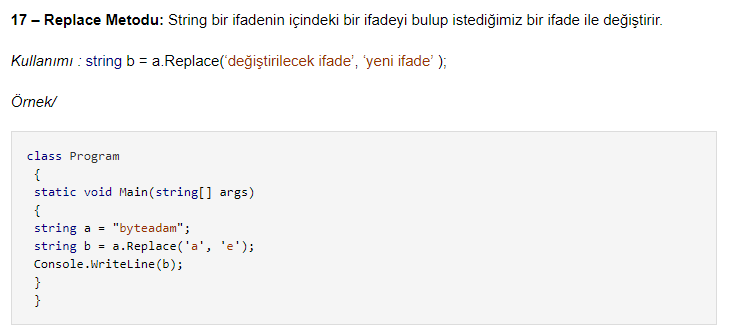 17 – Replace Metodu: String bir ifadenin içindeki bir ifadeyi bulup istediğimiz bir ifade ile değiştirir.
Kullanımı : string b = a.Replace(‘değiştirilecek ifade’, ‘yeni ifade’ );
Örnek/
class Program
{
static void Main(string[] args)
{
string a = "byteadam";
string b = a.Replace('a', 'e');
Console.WriteLine(b);
}
}